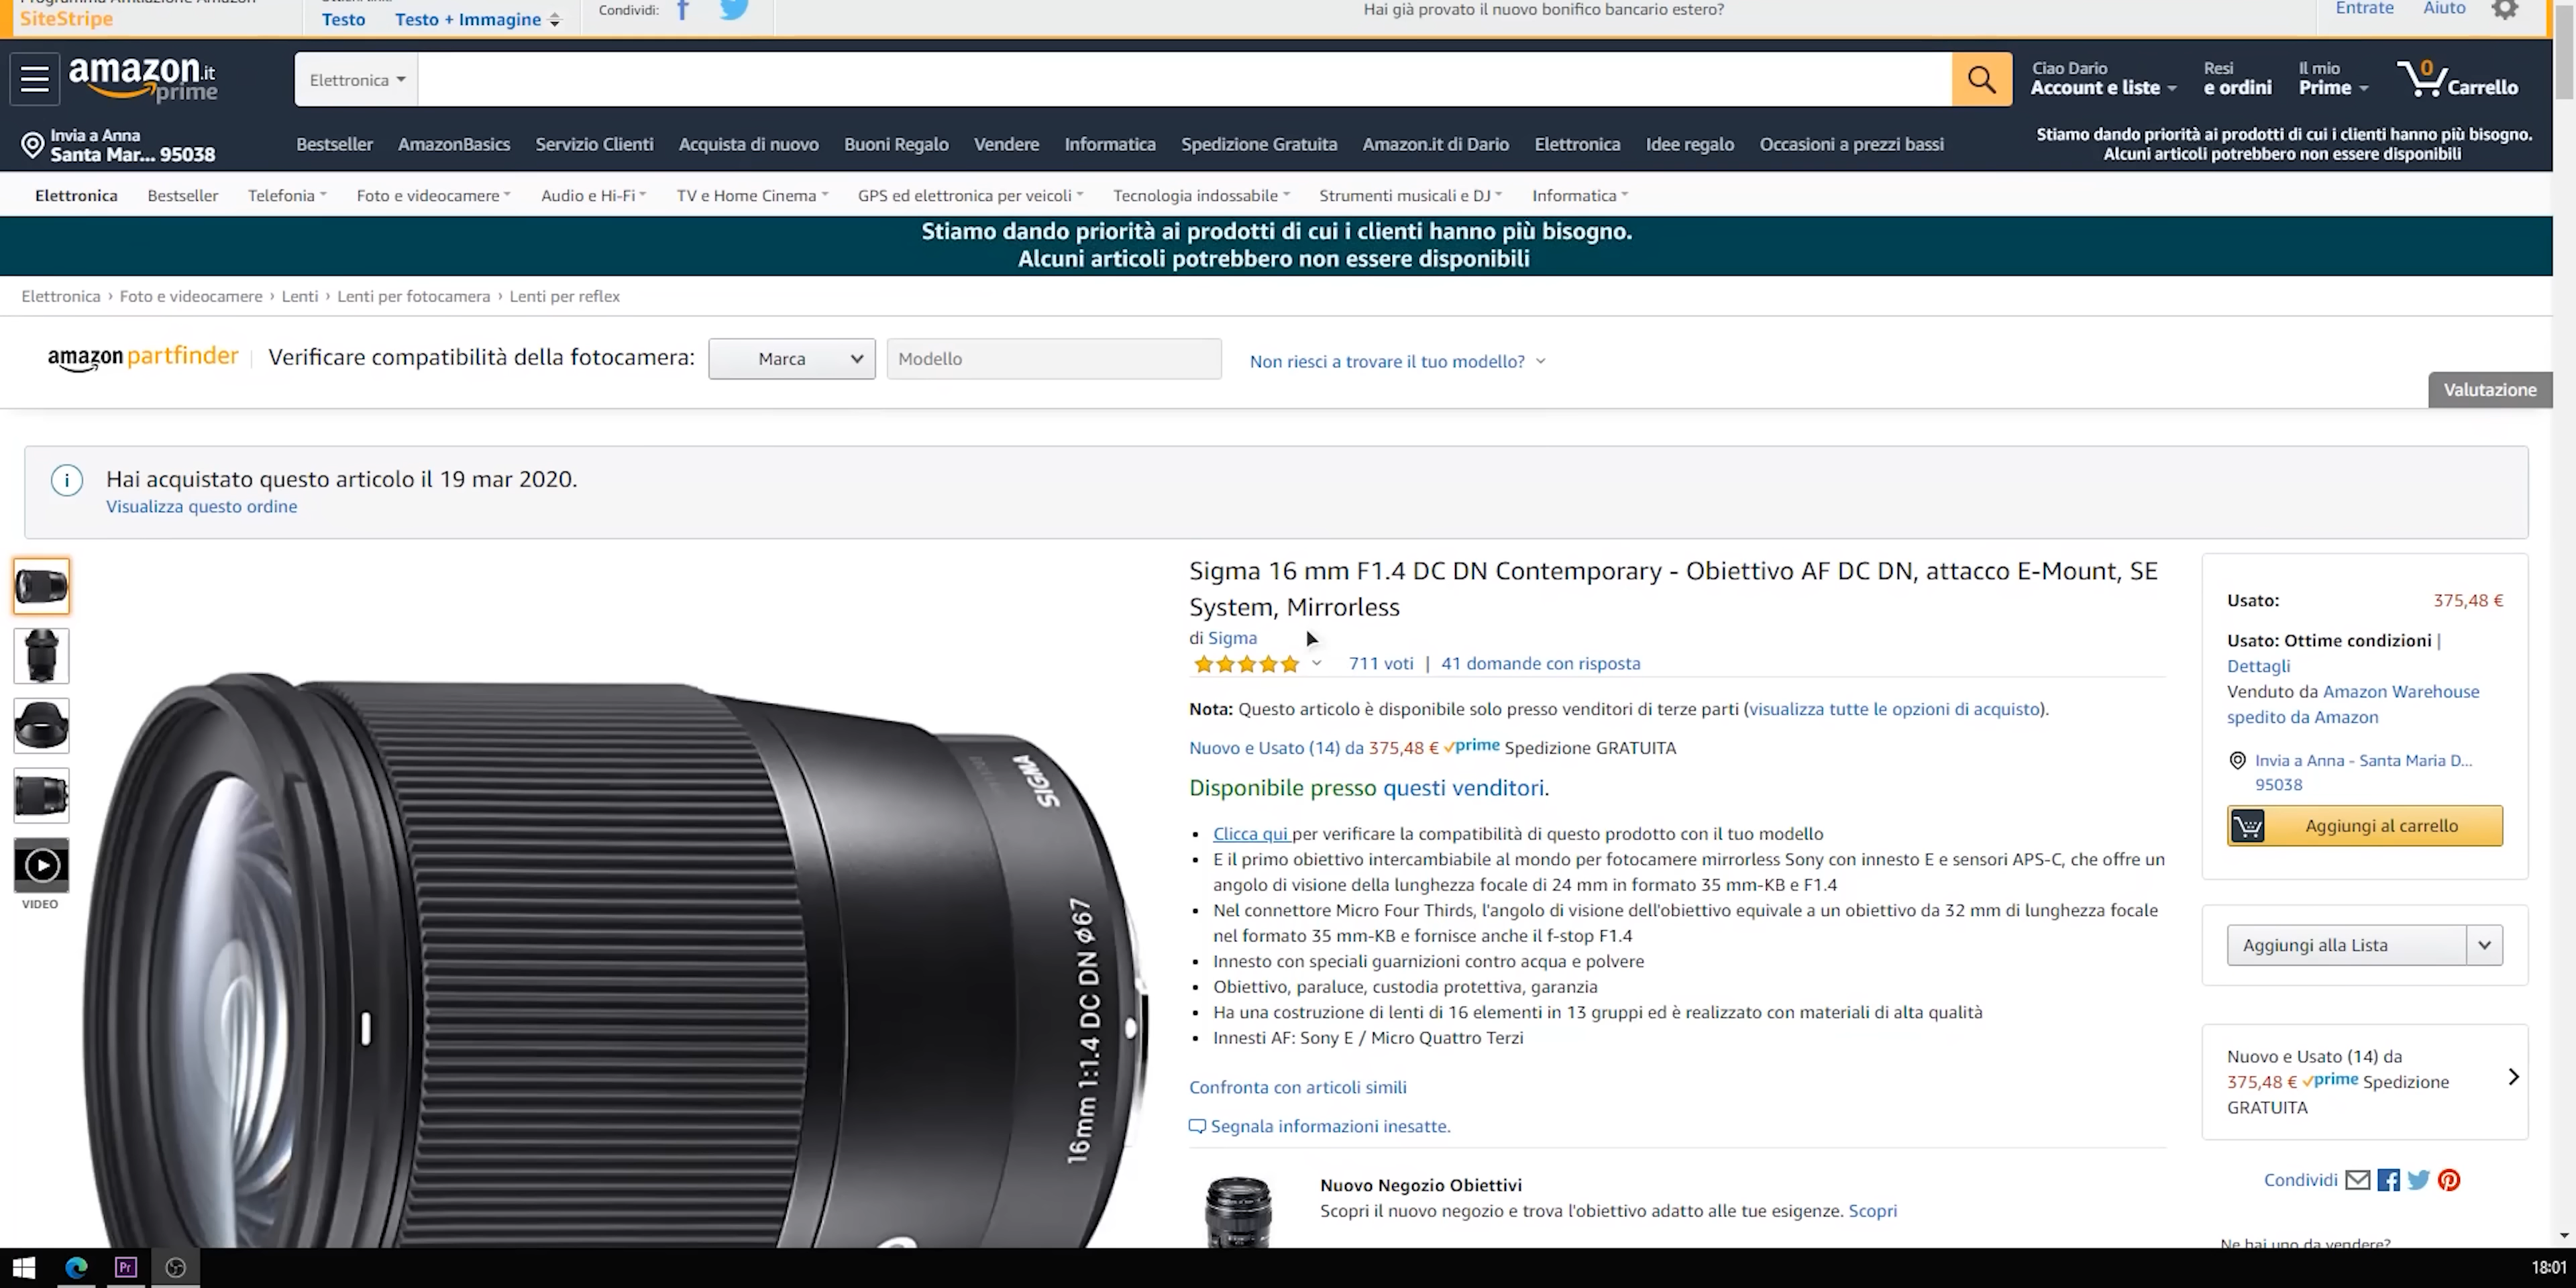 SiteStripe
Testo
Testo + Immagine
Condividi:
Hai già provato il nuovo bonifico bancario estero?
Entrate
Aiuto
amazon.it
prime
Elettronica
Ciao Dario
Account e liste
Resi
e ordini
Il mio
Prime
0
Carrello
Invia a Anna
Santa Mar... 95038
Bestseller
AmazonBasics
Servizio Clienti
Acquista di nuovo
Buoni Regalo
Vendere
Informatica
Spedizione Gratuita
Amazon.it di Dario
Elettronica
Idee regalo
Occasioni a prezzi bassi
Stiamo dando priorità ai prodotti di cui i clienti hanno più bisogno.
Alcuni articoli potrebbero non essere disponibili
Elettronica
Bestseller
Telefonia
Foto e videocamere
Audio e Hi-Fi
TV e Home Cinema
GPS ed elettronica per veicoli
Tecnologia indossabile
Strumenti musicali e DJ
Informatica
Stiamo dando priorità ai prodotti di cui i clienti hanno più bisogno.
Alcuni articoli potrebbero non essere disponibili
Elettronica › Foto e videocamere › Lenti › Lenti per fotocamera › Lenti per reflex
amazon partfinder
Verificare compatibilità della fotocamera:
Marca
Modello
Non riesci a trovare il tuo modello?
Valutazione
Hai acquistato questo articolo il 19 mar 2020.
Visualizza questo ordine
VIDEO
SIGMA
16mm 1:1.4 DC DN ø67
Sigma 16 mm F1.4 DC DN Contemporary - Obiettivo AF DC DN, attacco E-Mount, SE
System, Mirrorless
di Sigma
711 voti | 41 domande con risposta
Nota: Questo articolo è disponibile solo presso venditori di terze parti (visualizza tutte le opzioni di acquisto).
Nuovo e Usato (14) da 375,48 € prime Spedizione GRATUITA
Disponibile presso questi venditori.
• Clicca qui per verificare la compatibilità di questo prodotto con il tuo modello
• E il primo obiettivo intercambiabile al mondo per fotocamere mirrorless Sony con innesto E e sensori APS-C, che offre un
angolo di visione della lunghezza focale di 24 mm in formato 35 mm-KB e F1.4
• Nel connettore Micro Four Thirds, l'angolo di visione dell'obiettivo equivale a un obiettivo da 32 mm di lunghezza focale
nel formato 35 mm-KB e fornisce anche il f-stop F1.4
• Innesto con speciali guarnizioni contro acqua e polvere
• Obiettivo, paraluce, custodia protettiva, garanzia
• Ha una costruzione di lenti di 16 elementi in 13 gruppi ed è realizzato con materiali di alta qualità
• Innesti AF: Sony E / Micro Quattro Terzi
Confronta con articoli simili
Segnala informazioni inesatte.
Nuovo Negozio Obiettivi
Scopri il nuovo negozio e trova l'obiettivo adatto alle tue esigenze. Scopri
Usato: 375,48 €
Usato: Ottime condizioni |
Dettagli
Venduto da Amazon Warehouse
spedito da Amazon
Invia a Anna - Santa Maria D...
95038
Aggiungi al carrello
Aggiungi alla Lista
Nuovo e Usato (14) da
375,48 € prime Spedizione
GRATUITA
Condividi
Ne hai uno da vendere?
Pr
18:01